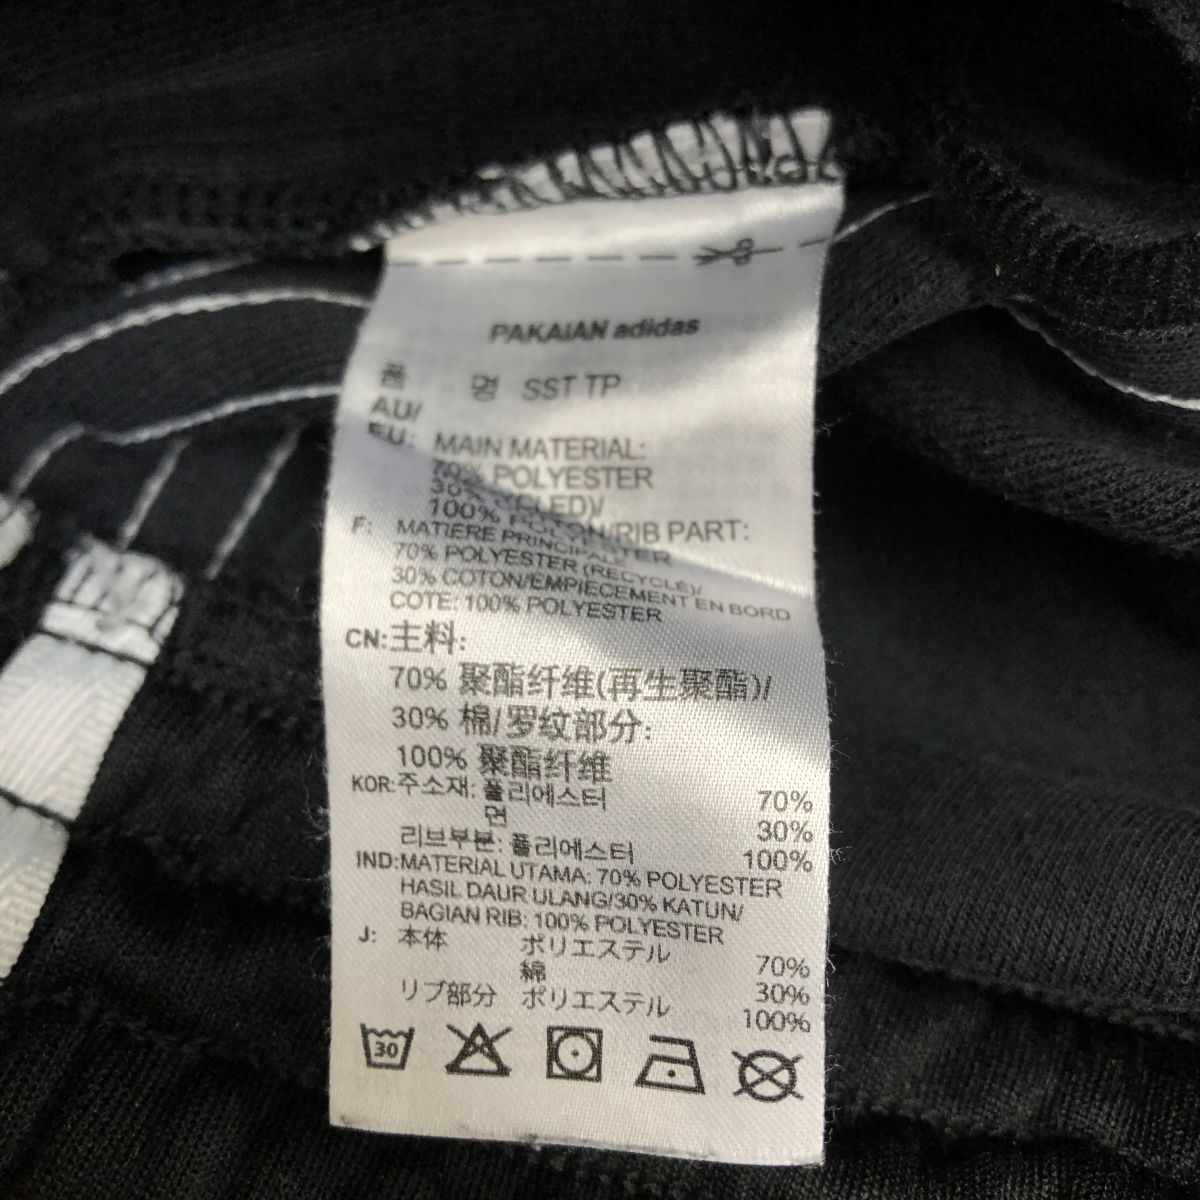 PAKAIAN adidas
품 명 SST TP
AU/
EU: MAIN MATERIAL:
70% POLYESTER
30%
100% /RIB PART:
F: MATIERE PRINCIPALE:
70% POLYESTER (RECYCLÉ)/
30% COTON/EMPIECEMENT EN BORD
COTE: 100% POLYESTER
CN: 主料:
70% 聚酯纤维(再生聚酯)/
30% 棉/罗纹部分:
100% 聚酯纤维
KOR: 주소재: 폴리에스터 70%
면 30%
리브부분: 폴리에스터 100%
IND: MATERIAL UTAMA: 70% POLYESTER
HASIL DAUR ULANG/30% KATUN/
BAGIAN RIB: 100% POLYESTER
J: 本体 ポリエステル 70%
綿 30%
リブ部分 ポリエステル 100%
30